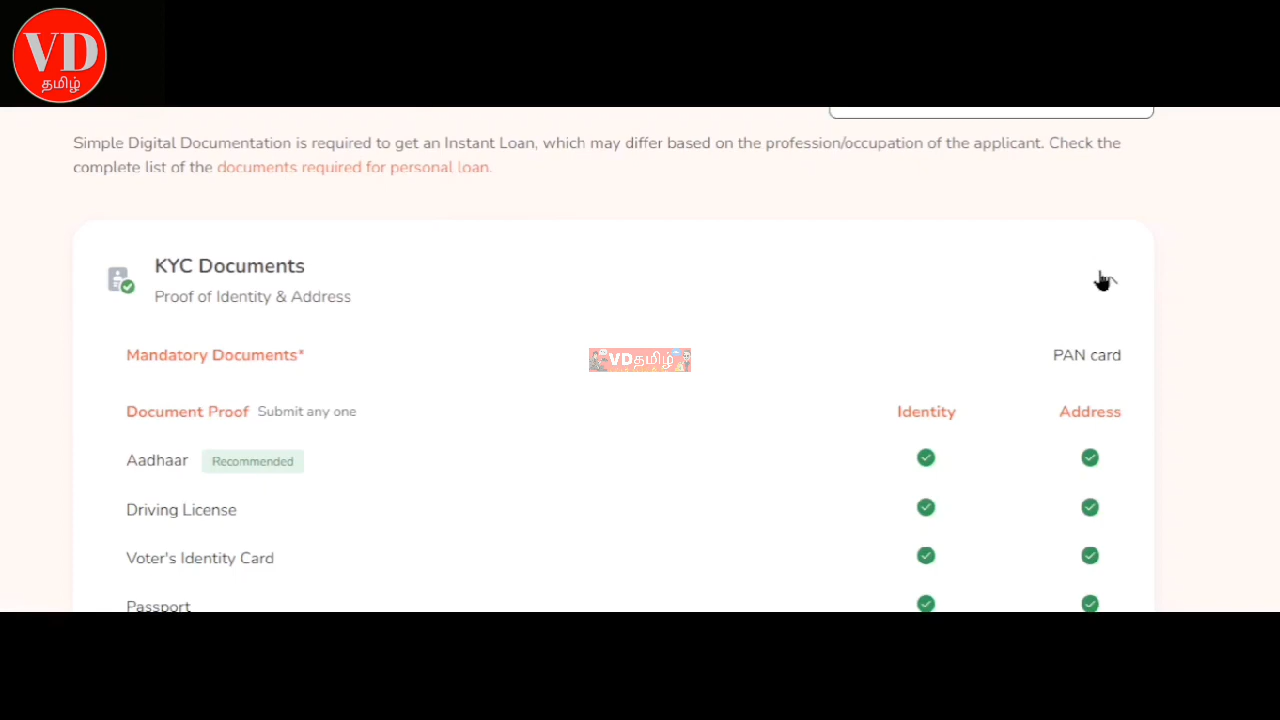 VD
தமிழ்
Simple Digital Documentation is required to get an Instant Loan, which may differ based on the profession/occupation of the applicant. Check the
complete list of the documents required for personal loan.
KYC Documents
Proof of Identity & Address
Mandatory Documents* PAN card
VDதமிழ்
Document Proof Submit any one Identity Address
Aadhaar Recommended
Driving License
Voter's Identity Card
Passport